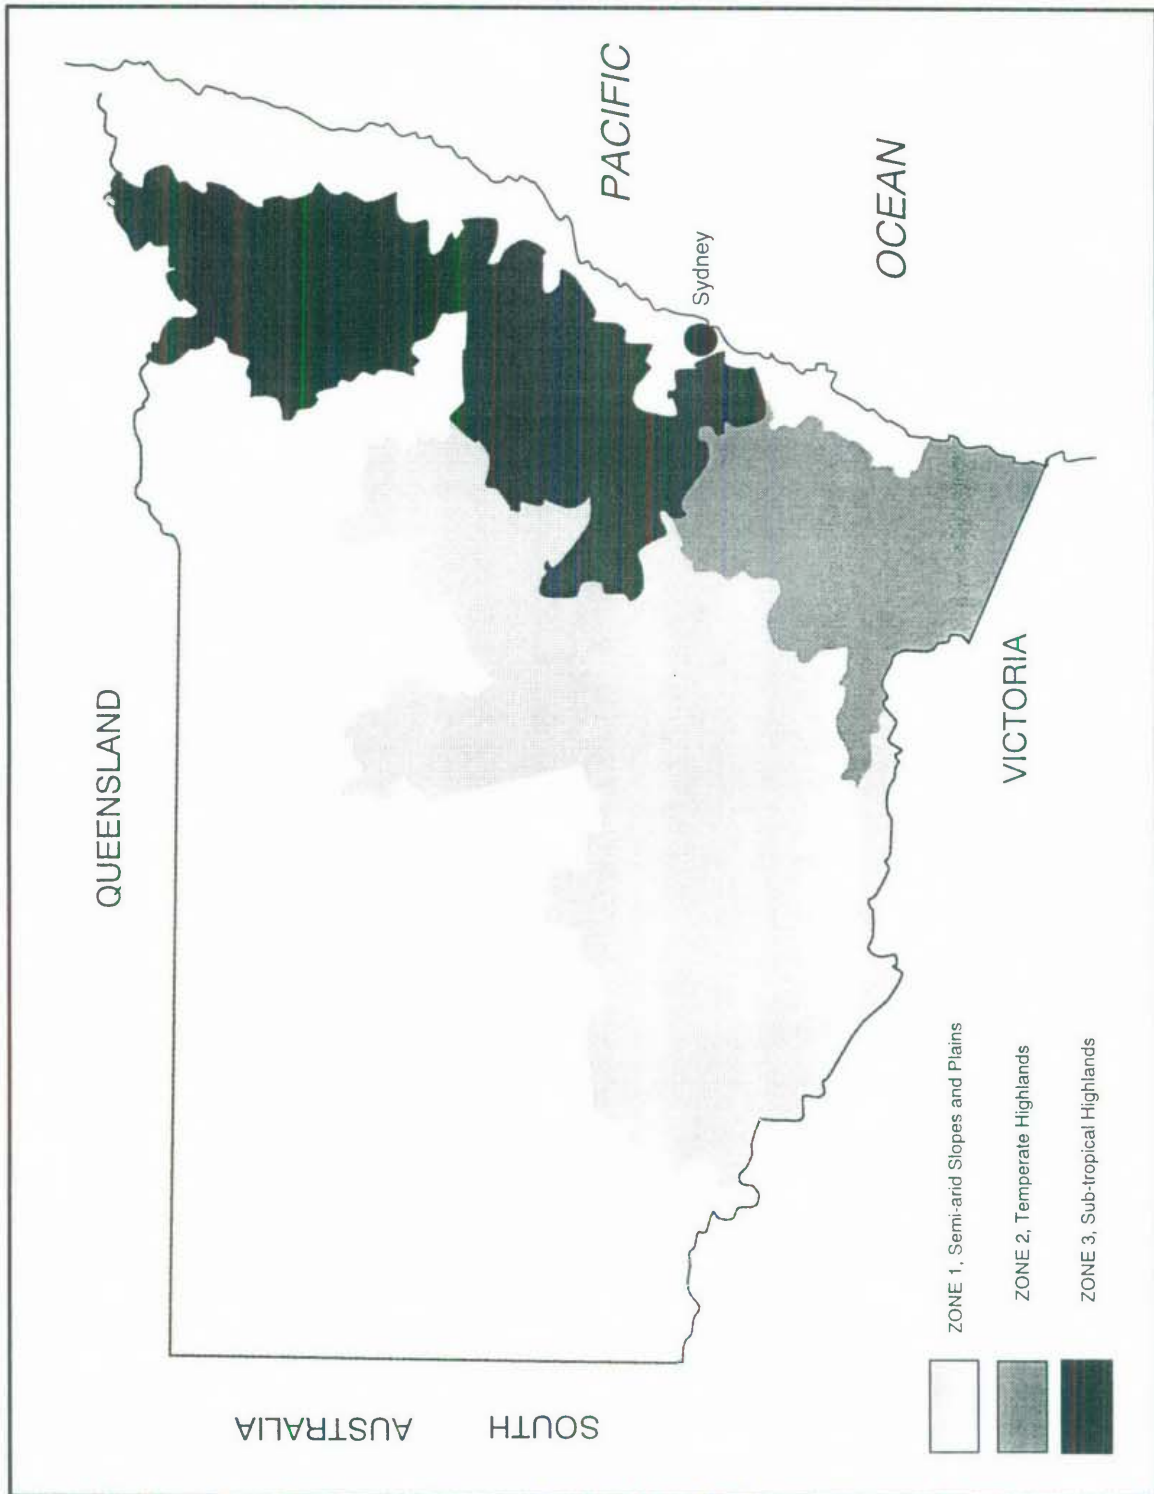 QUEENSLAND
PACIFIC
OCEAN
Sydney
SOUTH
AUSTRALIA
VICTORIA
ZONE 1, Semi-arid Slopes and Plains
ZONE 2, Temperate Highlands
ZONE 3, Sub-tropical Highlands